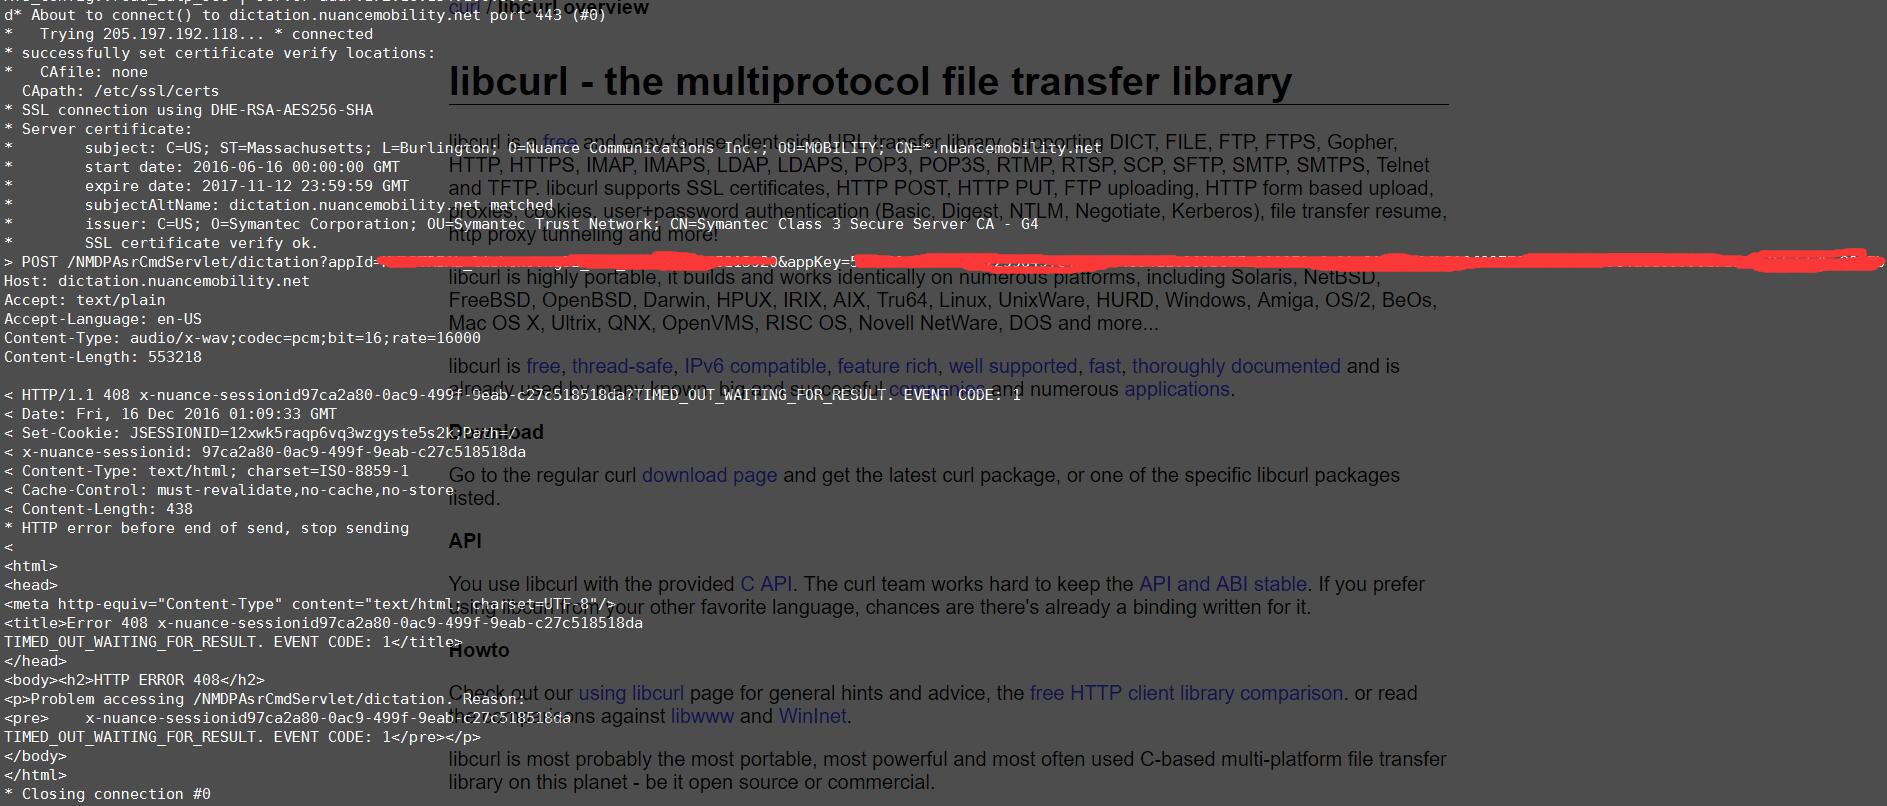 d* About to connect() to dictation.nuancemobility.net port 443 (#0)
*   Trying 205.197.192.118... * connected
* successfully set certificate verify locations:
*   CAfile: none
  CApath: /etc/ssl/certs
* SSL connection using DHE-RSA-AES256-SHA
* Server certificate:
*        subject: C=US; ST=Massachusetts; L=Burlington; O=Nuance Communications Inc.; OU=MOBILITY; CN=*.nuancemobility.net
*        start date: 2016-06-16 00:00:00 GMT
*        expire date: 2017-11-12 23:59:59 GMT
*        subjectAltName: dictation.nuancemobility.net matched
*        issuer: C=US; O=Symantec Corporation; OU=Symantec Trust Network; CN=Symantec Class 3 Secure Server CA - G4
*        SSL certificate verify ok.
> POST /NMDPAsrCmdServlet/dictation?appId= &appKey=5
Host: dictation.nuancemobility.net
Accept: text/plain
Accept-Language: en-US
Content-Type: audio/x-wav;codec=pcm;bit=16;rate=16000
Content-Length: 553218
< HTTP/1.1 408 x-nuance-sessionid97ca2a80-0ac9-499f-9eab-c27c518518da?TIMED_OUT_WAITING_FOR_RESULT. EVENT CODE: 1
< Date: Fri, 16 Dec 2016 01:09:33 GMT
< Set-Cookie: JSESSIONID=12xwk5raqp6vq3wzgyste5s2k;Path=/
< x-nuance-sessionid: 97ca2a80-0ac9-499f-9eab-c27c518518da
< Content-Type: text/html; charset=ISO-8859-1
< Cache-Control: must-revalidate,no-cache,no-store
< Content-Length: 438
* HTTP error before end of send, stop sending
<
<html>
<head>
<meta http-equiv="Content-Type" content="text/html; charset=UTF-8"/>
<title>Error 408 x-nuance-sessionid97ca2a80-0ac9-499f-9eab-c27c518518da
TIMED_OUT_WAITING_FOR_RESULT. EVENT CODE: 1</title>
</head>
<body><h2>HTTP ERROR 408</h2>
<p>Problem accessing /NMDPAsrCmdServlet/dictation. Reason:
<pre>    x-nuance-sessionid97ca2a80-0ac9-499f-9eab-c27c518518da
TIMED_OUT_WAITING_FOR_RESULT. EVENT CODE: 1</pre></p>
</body>
</html>
* Closing connection #0
curl / libcurl overview
libcurl - the multiprotocol file transfer library
libcurl is a free and easy-to-use client-side URL transfer library, supporting DICT, FILE, FTP, FTPS, Gopher,
HTTP, HTTPS, IMAP, IMAPS, LDAP, LDAPS, POP3, POP3S, RTMP, RTSP, SCP, SFTP, SMTP, SMTPS, Telnet
and TFTP. libcurl supports SSL certificates, HTTP POST, HTTP PUT, FTP uploading, HTTP form based upload,
proxies, cookies, user+password authentication (Basic, Digest, NTLM, Negotiate, Kerberos), file transfer resume,
http proxy tunneling and more!
libcurl is highly portable, it builds and works identically on numerous platforms, including Solaris, NetBSD,
FreeBSD, OpenBSD, Darwin, HPUX, IRIX, AIX, Tru64, Linux, UnixWare, HURD, Windows, Amiga, OS/2, BeOs,
Mac OS X, Ultrix, QNX, OpenVMS, RISC OS, Novell NetWare, DOS and more...
libcurl is free, thread-safe, IPv6 compatible, feature rich, well supported, fast, thoroughly documented and is
already used by many known, big and successful companies and numerous applications.
Download
Go to the regular curl download page and get the latest curl package, or one of the specific libcurl packages
listed.
API
You use libcurl with the provided C API. The curl team works hard to keep the API and ABI stable. If you prefer
using libcurl from your other favorite language, chances are there's already a binding written for it.
Howto
Check out our using libcurl page for general hints and advice, the free HTTP client library comparison. or read
the comparisons against libwww and WinInet.
libcurl is most probably the most portable, most powerful and most often used C-based multi-platform file transfer
library on this planet - be it open source or commercial.